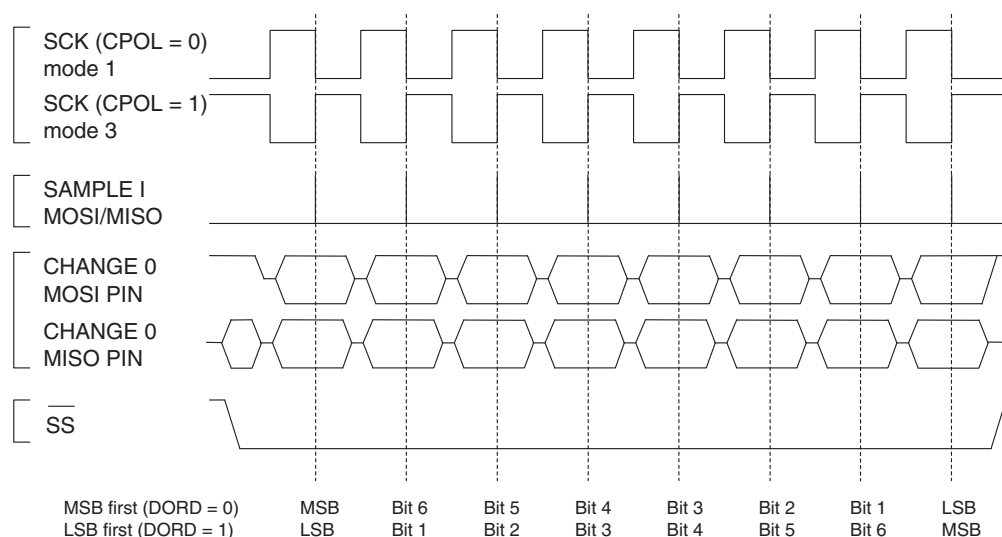 SCK (CPOL = 0)
mode 1
SCK (CPOL = 1)
mode 3
SAMPLE I
MOSI/MISO
CHANGE 0
MOSI PIN
CHANGE 0
MISO PIN
SS
MSB first (DORD = 0) MSB Bit 6 Bit 5 Bit 4 Bit 3 Bit 2 Bit 1 LSB
LSB first (DORD = 1) LSB Bit 1 Bit 2 Bit 3 Bit 4 Bit 5 Bit 6 MSB